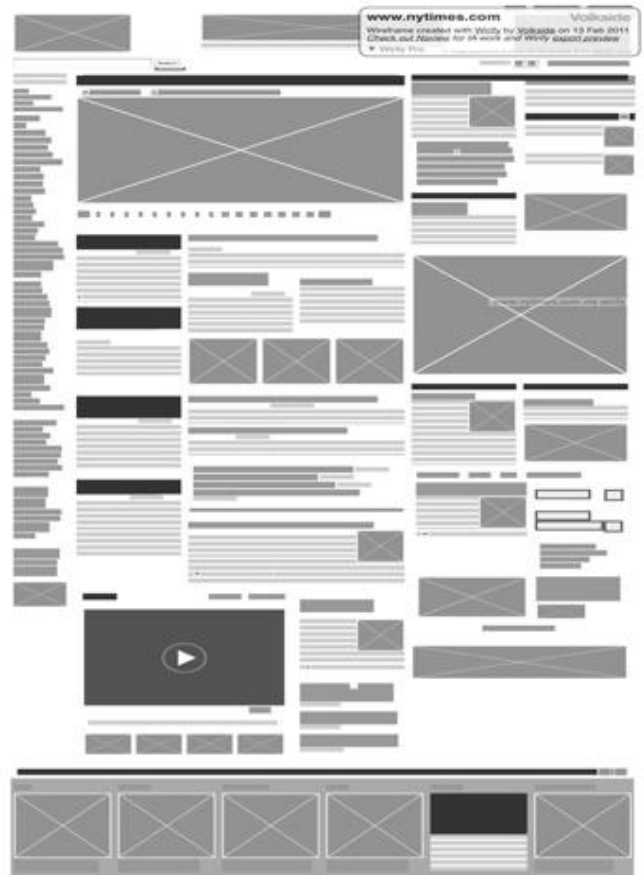 www.nytimes.com Volkside
Wireframe created with Wirify by Volkside on 13 Feb 2011
Check out Naview for IA work and Wirify export preview
▼ Wirify Pro